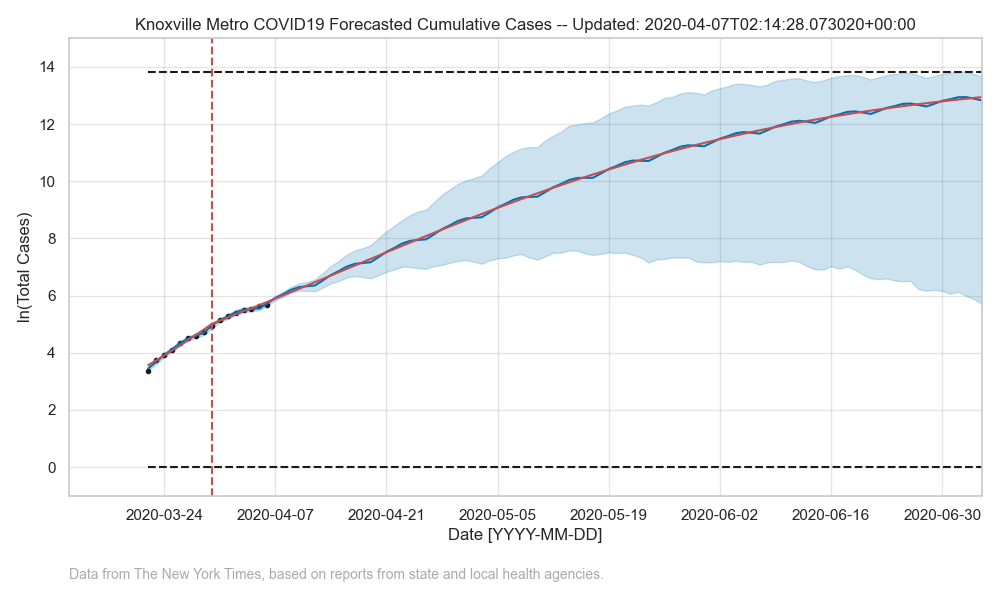 Knoxville Metro COVID19 Forecasted Cumulative Cases -- Updated: 2020-04-07T02:14:28.073020+00:00
14
12
10
8
6
4
2
0
ln(Total Cases)
2020-03-24 2020-04-07 2020-04-21 2020-05-05 2020-05-19 2020-06-02 2020-06-16 2020-06-30
Date [YYYY-MM-DD]
Data from The New York Times, based on reports from state and local health agencies.